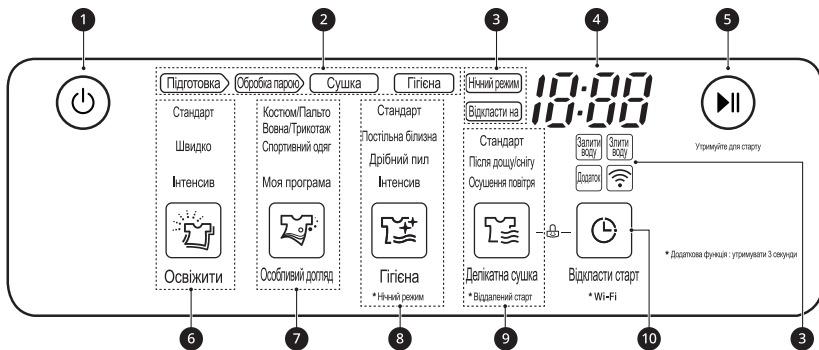 1
2
3
4
5
Підготовка
Обробка парою
Сушка
Гігієна
Нічний режим
Відкласти на
18:88
Стандарт
Швидко
Інтенсив
Освіжити
Костюм/Пальто
Вовна/Трикотаж
Спортивний одяг
Моя програма
Особливий догляд
Стандарт
Постільна білизна
Дрібний пил
Інтенсив
Гігієна
* Нічний режим
Стандарт
Після дощу/снігу
Осушення повітря
Делікатна сушка
* Віддалений старт
Залити
воду
Злити
воду
Додаток
Відкласти старт
* Wi-Fi
Утримуйте для старту
* Додаткова функція : утримувати 3 секунди
6
7
8
9
10
3